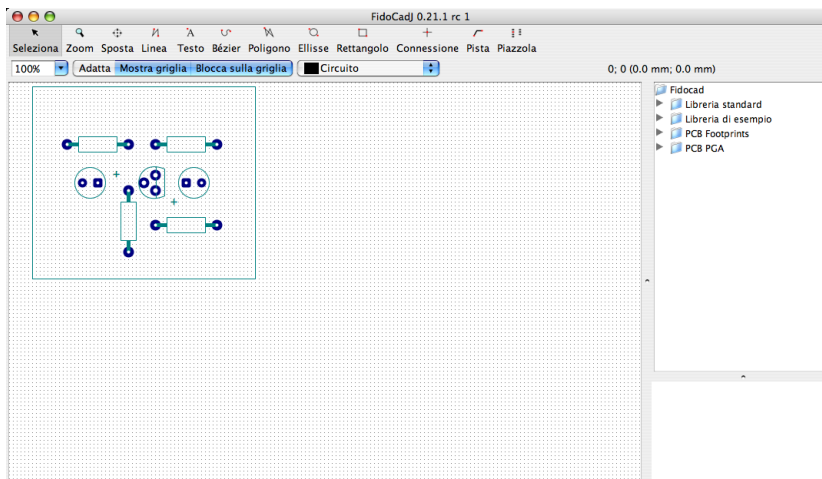 FidoCadJ 0.21.1 rc 1
Seleziona Zoom Sposta Linea Testo Bézier Poligono Ellisse Rettangolo Connessione Pista Piazzola
100% Adatta Mostra griglia Blocca sulla griglia Circuito 0; 0 (0.0 mm; 0.0 mm)
Fidocad
Libreria standard
Libreria di esempio
PCB Footprints
PCB PGA